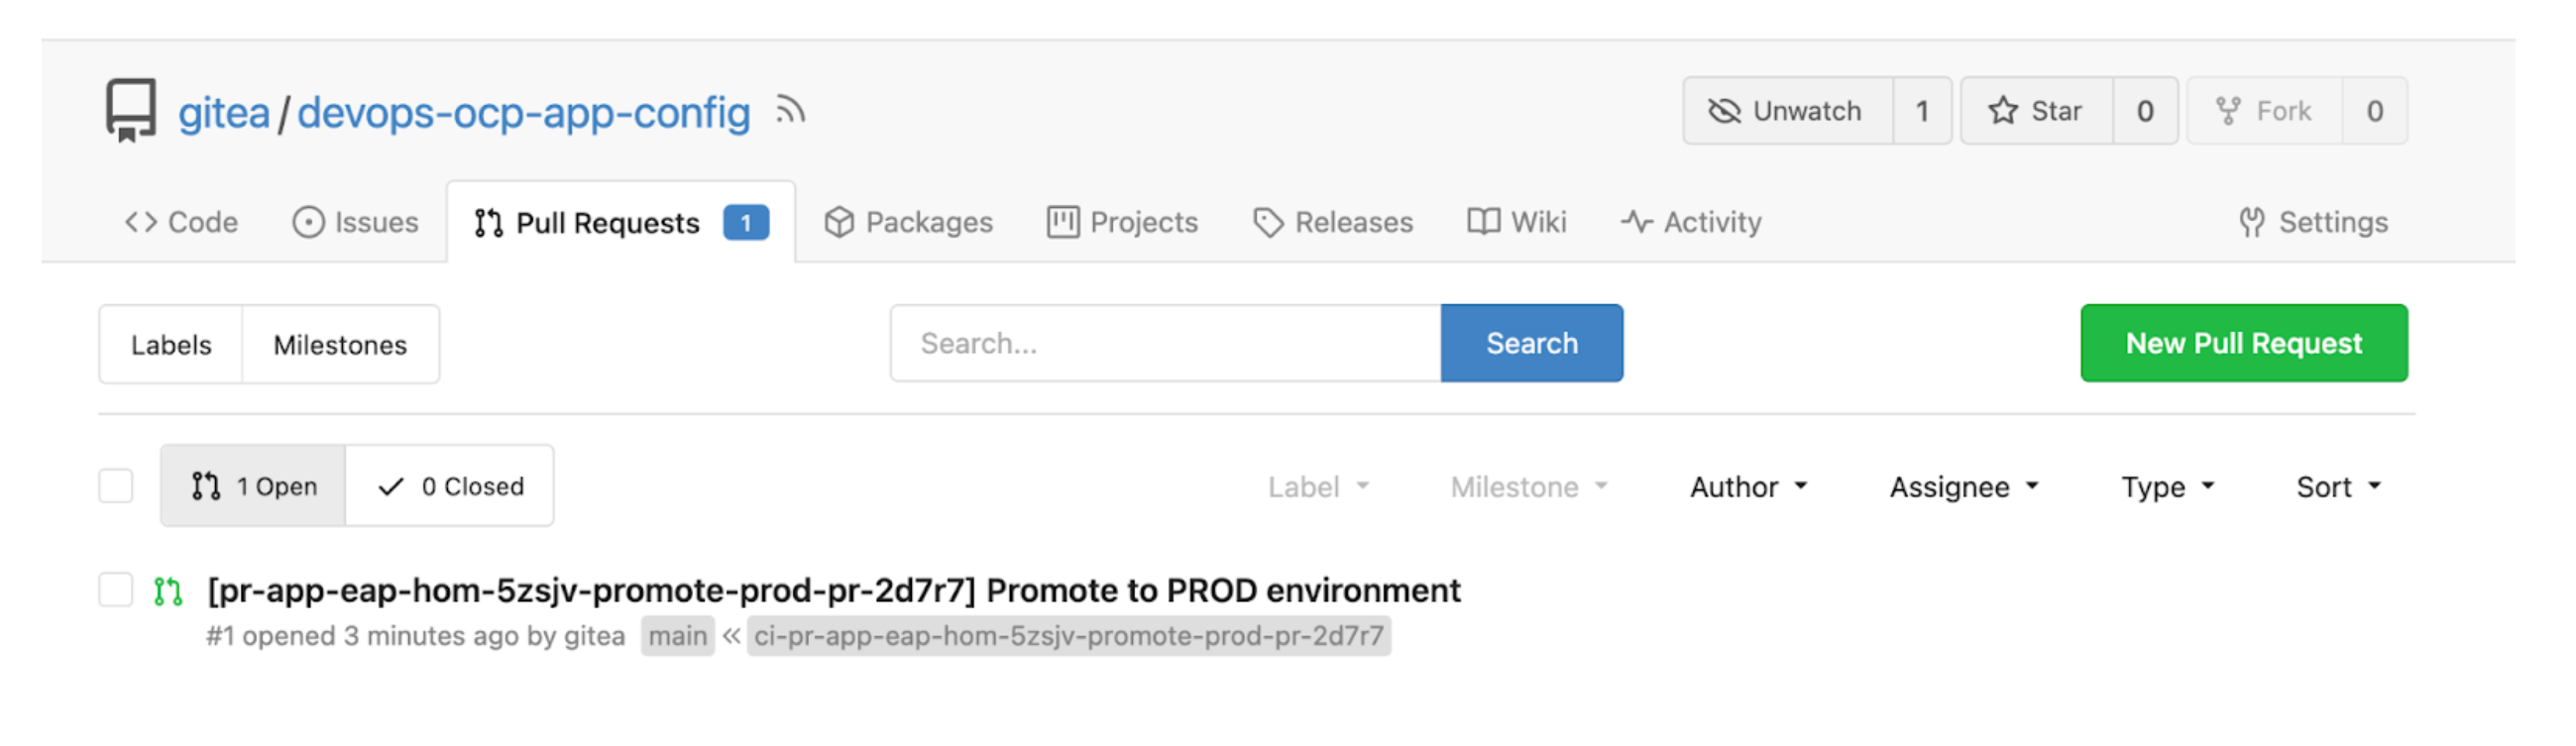 gitea / devops-ocp-app-config Unwatch 1 Star 0 Fork 0
Code Issues Pull Requests 1 Packages Projects Releases Wiki Activity Settings
Labels Milestones Search... Search New Pull Request
1 Open 0 Closed Label Milestone Author Assignee Type Sort
[pr-app-eap-hom-5zsjv-promote-prod-pr-2d7r7] Promote to PROD environment
#1 opened 3 minutes ago by gitea main « ci-pr-app-eap-hom-5zsjv-promote-prod-pr-2d7r7